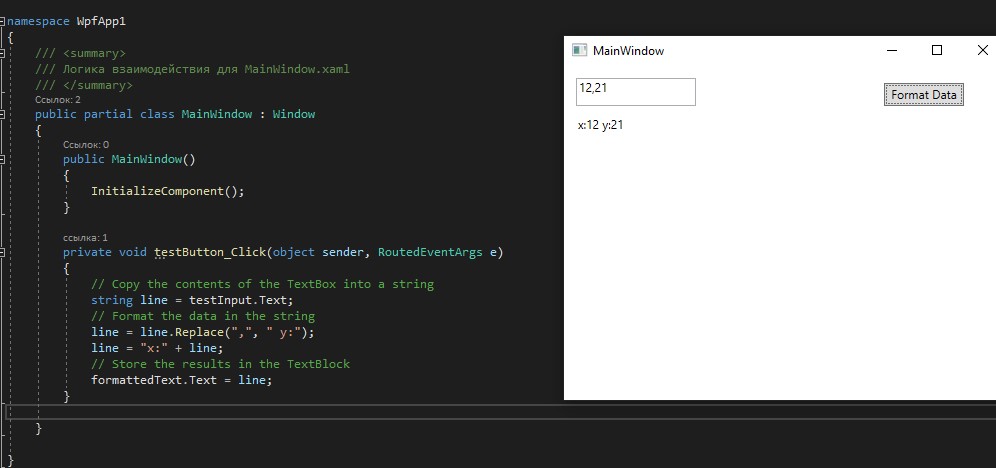 namespace WpfApp1
{
/// <summary>
/// Логика взаимодействия для MainWindow.xaml
/// </summary>
Ссылок: 2
public partial class MainWindow : Window
{
Ссылок: 0
public MainWindow()
{
InitializeComponent();
}
ссылка: 1
private void testButton_Click(object sender, RoutedEventArgs e)
{
// Copy the contents of the TextBox into a string
string line = testInput.Text;
// Format the data in the string
line = line.Replace(",", " y:");
line = "x:" + line;
// Store the results in the TextBlock
formattedText.Text = line;
}
}
}
MainWindow
12,21
Format Data
x:12 y:21